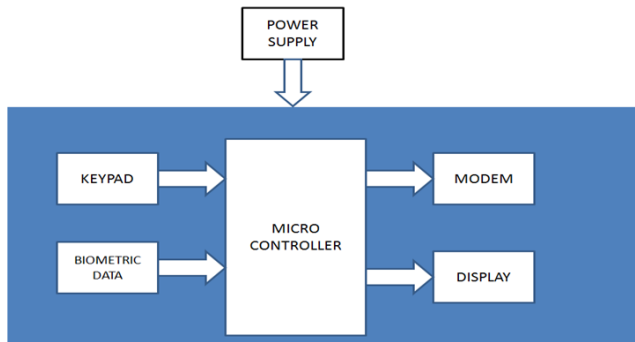 POWER
SUPPLY
KEYPAD
MICRO
CONTROLLER
MODEM
BIOMETRIC
DATA
DISPLAY